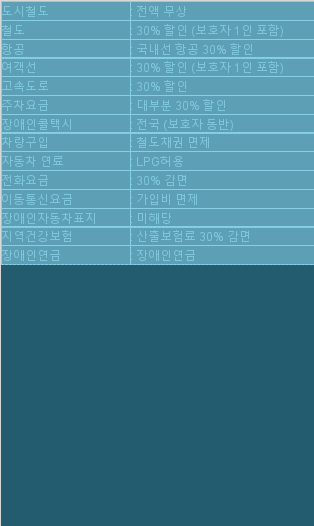 도시철도 : 전액 무상
철도 : 30% 할인 (보호자 1인 포함)
항공 : 국내선 항공 30% 할인
여객선 : 30% 할인 (보호자 1인 포함)
고속도로 : 30% 할인
주차요금 : 대부분 30% 할인
장애인콜택시 : 전국 (보호자 동반)
차량구입 : 철도채권 면제
자동차 연료 : LPG허용
전화요금 : 30% 감면
이동통신요금 : 가입비 면제
장애인자동차표지 : 미해당
지역건강보험 : 산출보험료 30% 감면
장애인연금 : 장애인연금